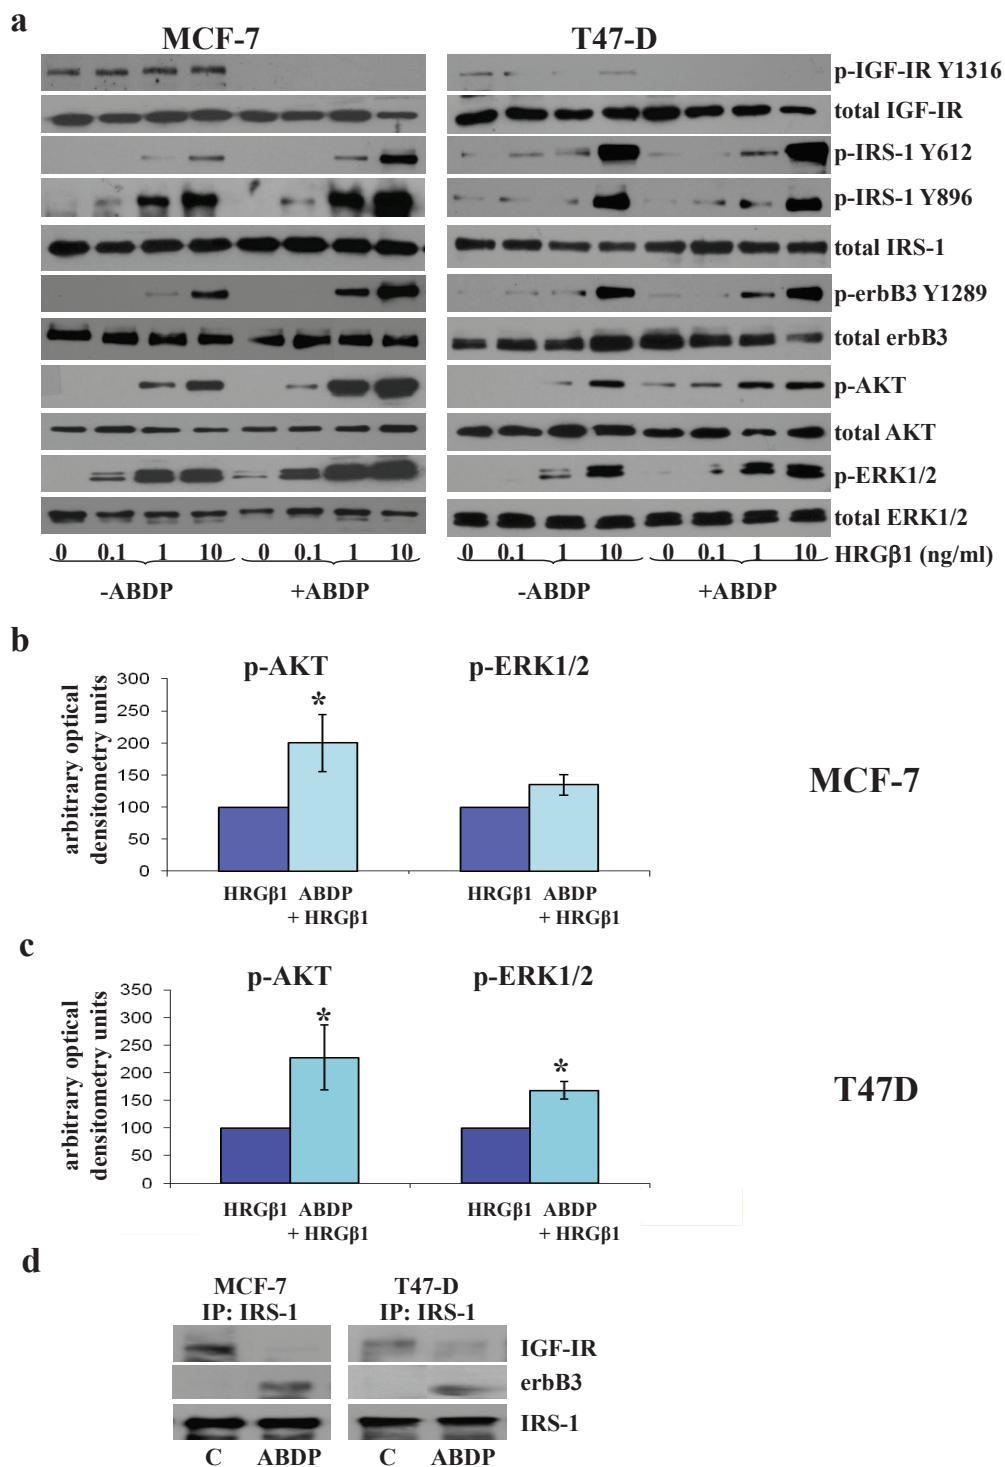 a
MCF-7 T47-D
p-IGF-IR Y1316
total IGF-IR
p-IRS-1 Y612
p-IRS-1 Y896
total IRS-1
p-erbB3 Y1289
total erbB3
p-AKT
total AKT
p-ERK1/2
total ERK1/2
0 0.1 1 10 0 0.1 1 10 0 0.1 1 10 0 0.1 1 10 HRGβ1 (ng/ml)
-ABDP +ABDP -ABDP +ABDP
b
p-AKT p-ERK1/2
arbitrary optical
densitometry units
300
250
200
150
100
50
0
*
HRGβ1 ABDP HRGβ1 ABDP
+ HRGβ1 + HRGβ1
MCF-7
c
p-AKT p-ERK1/2
arbitrary optical
densitometry units
350
300
250
200
150
100
50
0
* *
HRGβ1 ABDP HRGβ1 ABDP
+ HRGβ1 + HRGβ1
T47D
d
MCF-7 T47-D
IP: IRS-1 IP: IRS-1
IGF-IR
erbB3
IRS-1
C ABDP C ABDP